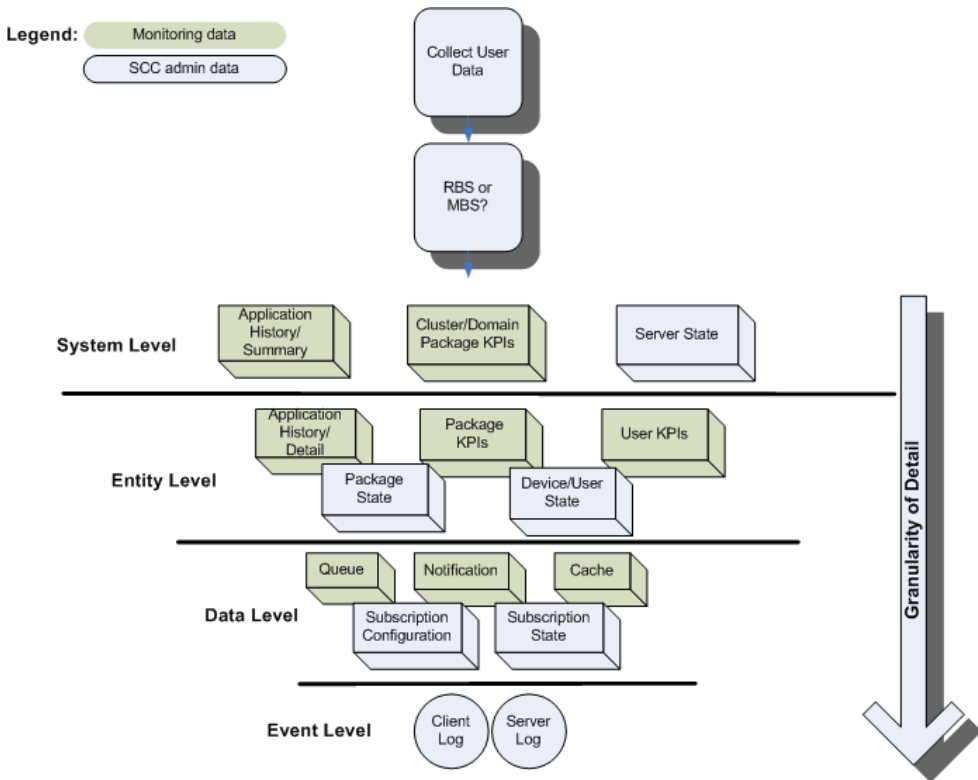 Legend:
Monitoring data
SCC admin data
Collect User
Data
RBS or
MBS?
System Level
Application
History/
Summary
Cluster/Domain
Package KPIs
Server State
Entity Level
Application
History/
Detail
Package
KPIs
User KPIs
Package
State
Device/User
State
Data Level
Queue
Notification
Cache
Subscription
Configuration
Subscription
State
Event Level
Client
Log
Server
Log
Granularity of Detail